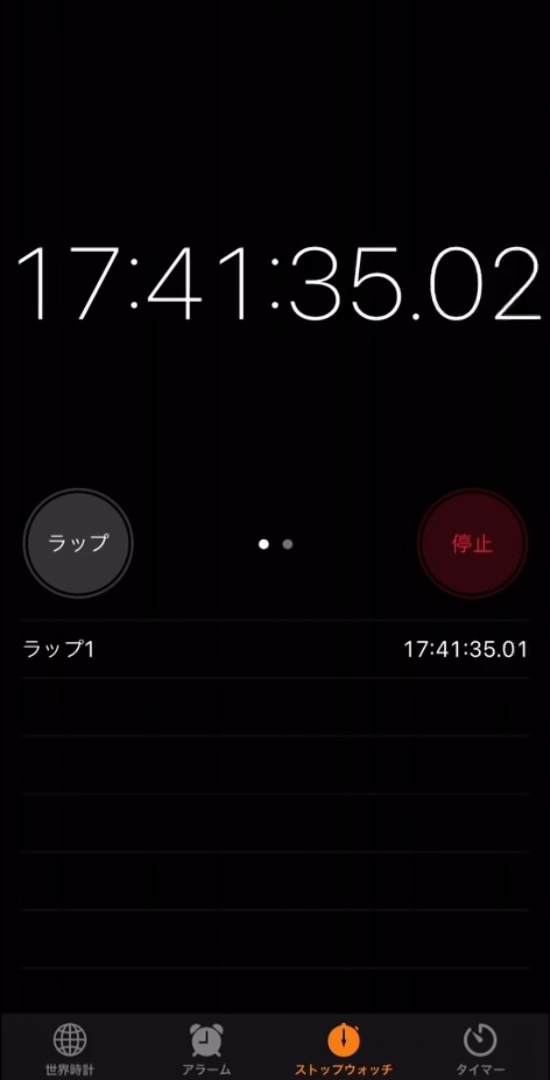 17:41:35.02
ラップ
停止
ラップ1 17:41:35.01
世界時計 アラーム ストップウォッチ タイマー